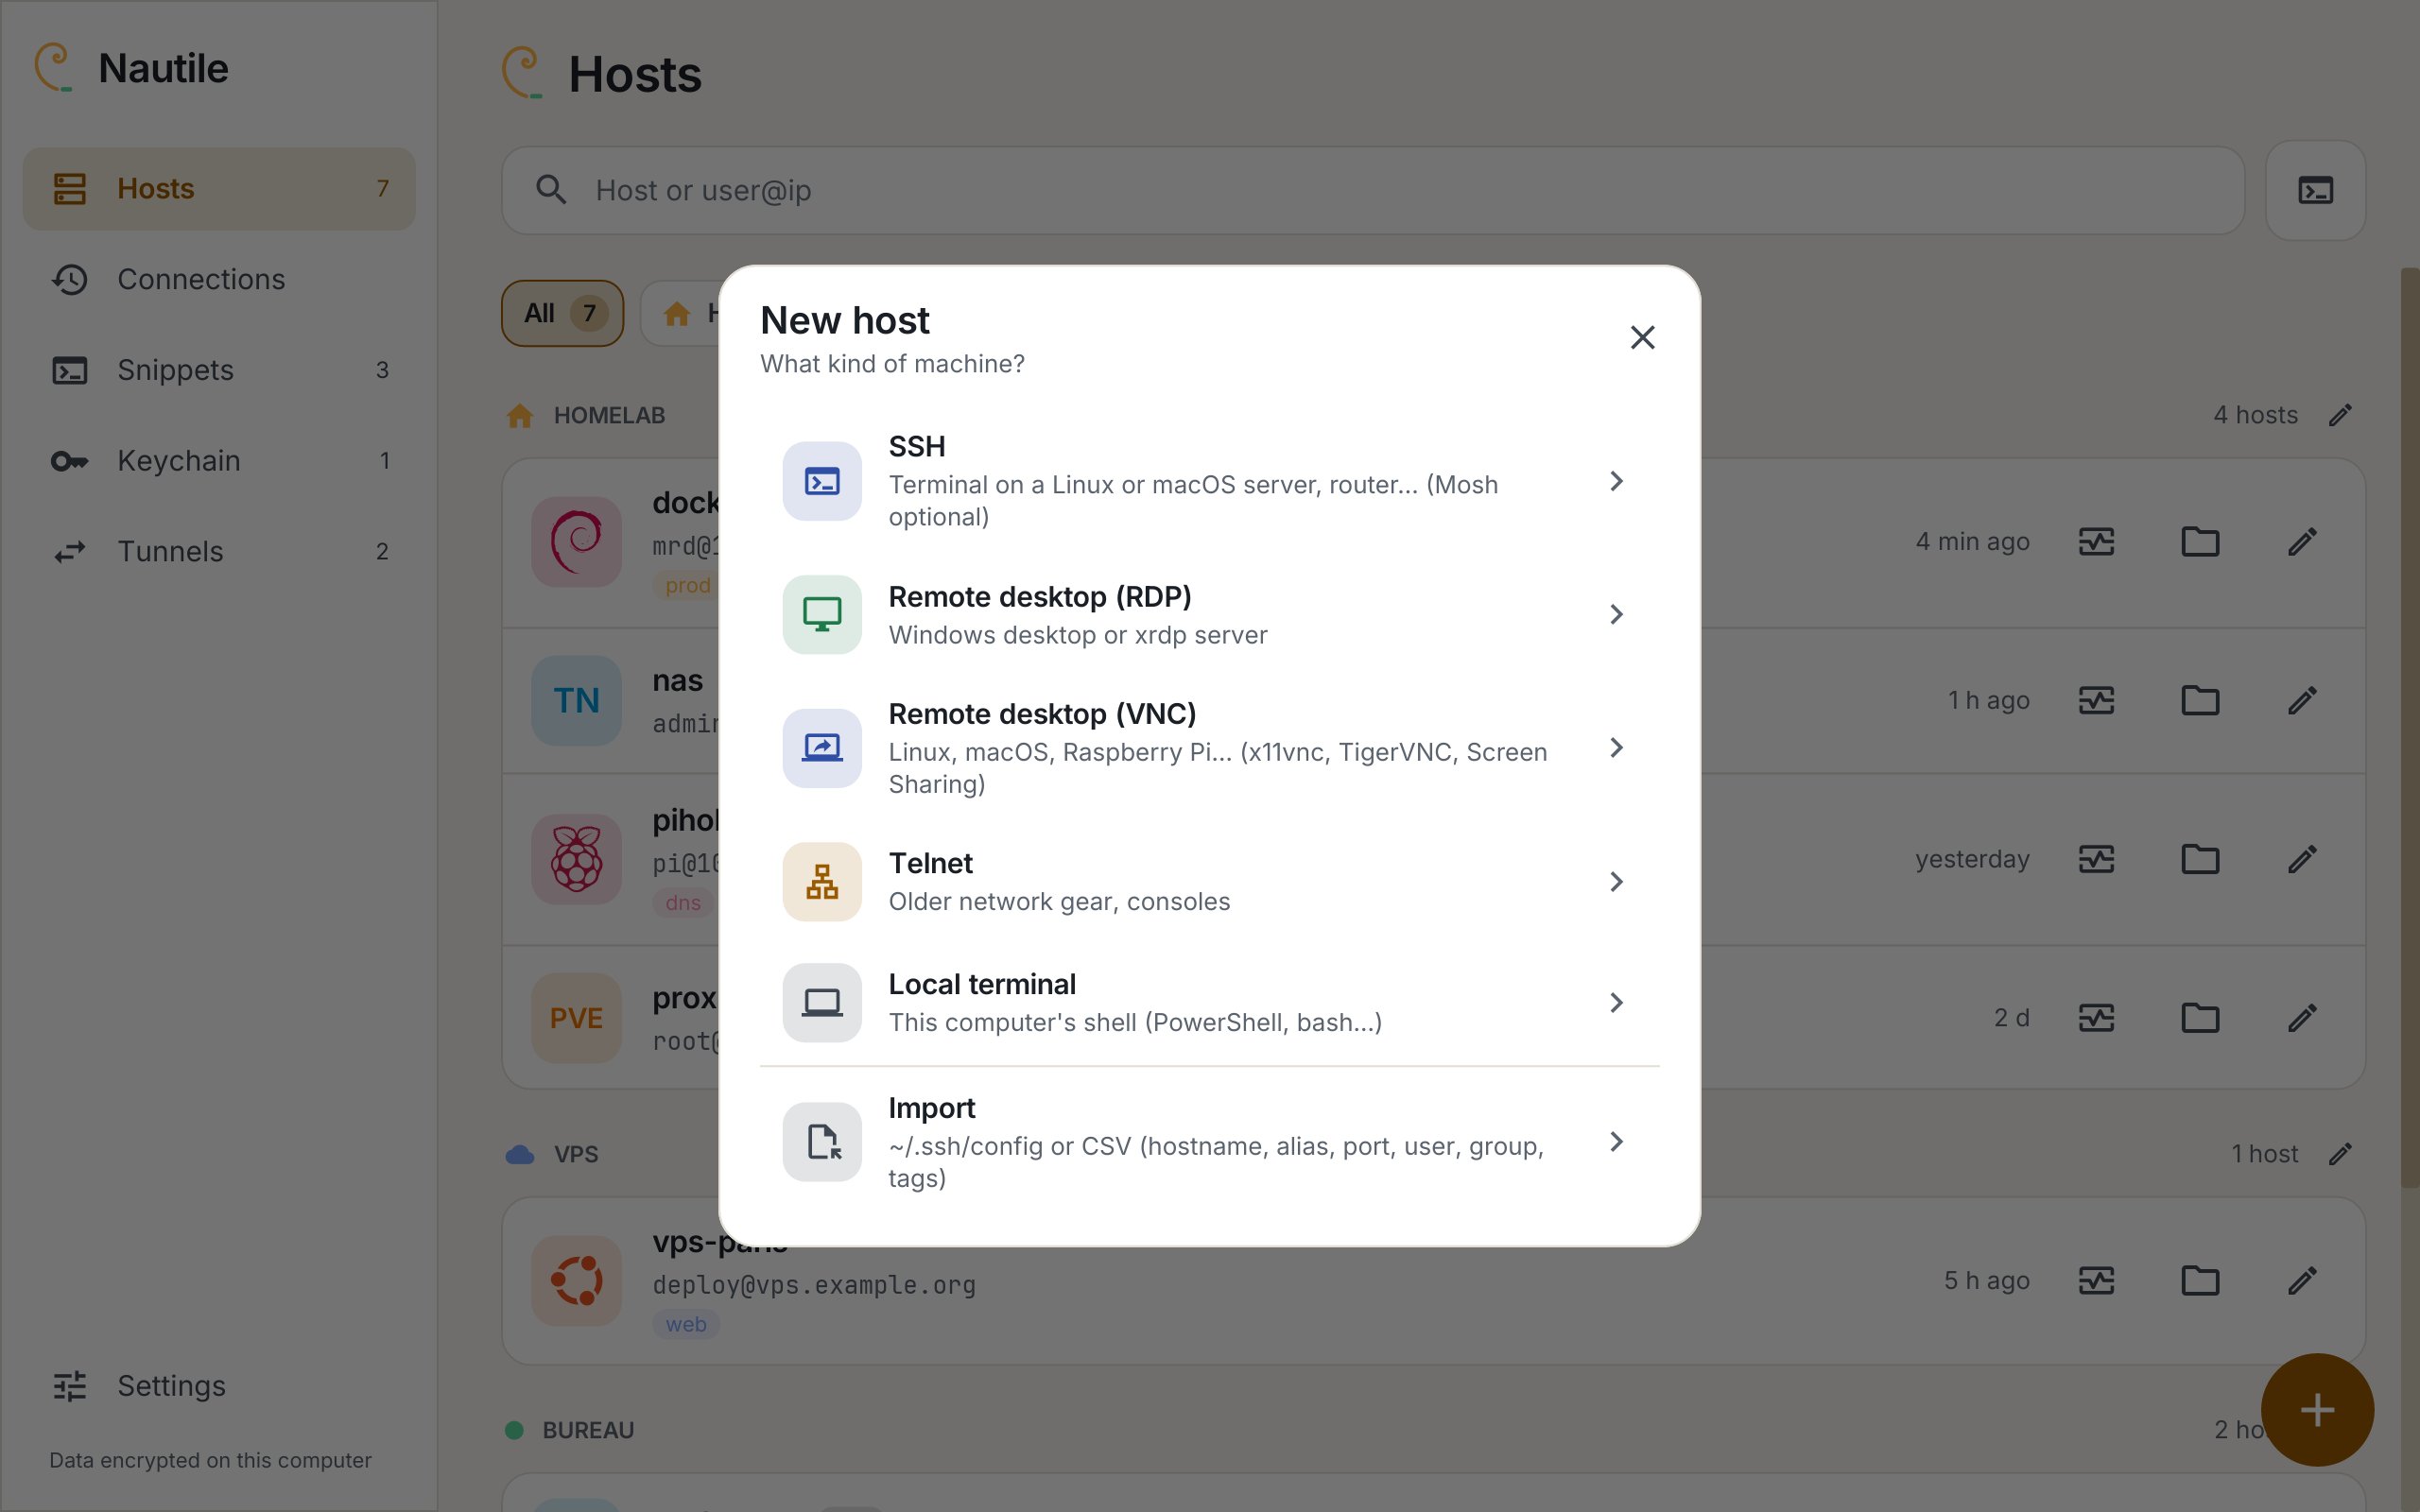 Nautile
Hosts 7
Connections
Snippets 3
Keychain 1
Tunnels 2
Settings
Data encrypted on this computer
Hosts
Host or user@ip
All 7
HOMELAB
4 hosts
mrd@1
prod
4 min ago
TN
nas
1 h ago
dns
yesterday
PVE
root@
2 d
VPS
1 host
deploy@vps.example.org
web
5 h ago
BUREAU
New host
What kind of machine?
SSH
Terminal on a Linux or macOS server, router... (Mosh
optional)
Remote desktop (RDP)
Windows desktop or xrdp server
Remote desktop (VNC)
Linux, macOS, Raspberry Pi... (x11vnc, TigerVNC, Screen
Sharing)
Telnet
Older network gear, consoles
Local terminal
This computer's shell (PowerShell, bash...)
Import
~/.ssh/config or CSV (hostname, alias, port, user, group,
tags)